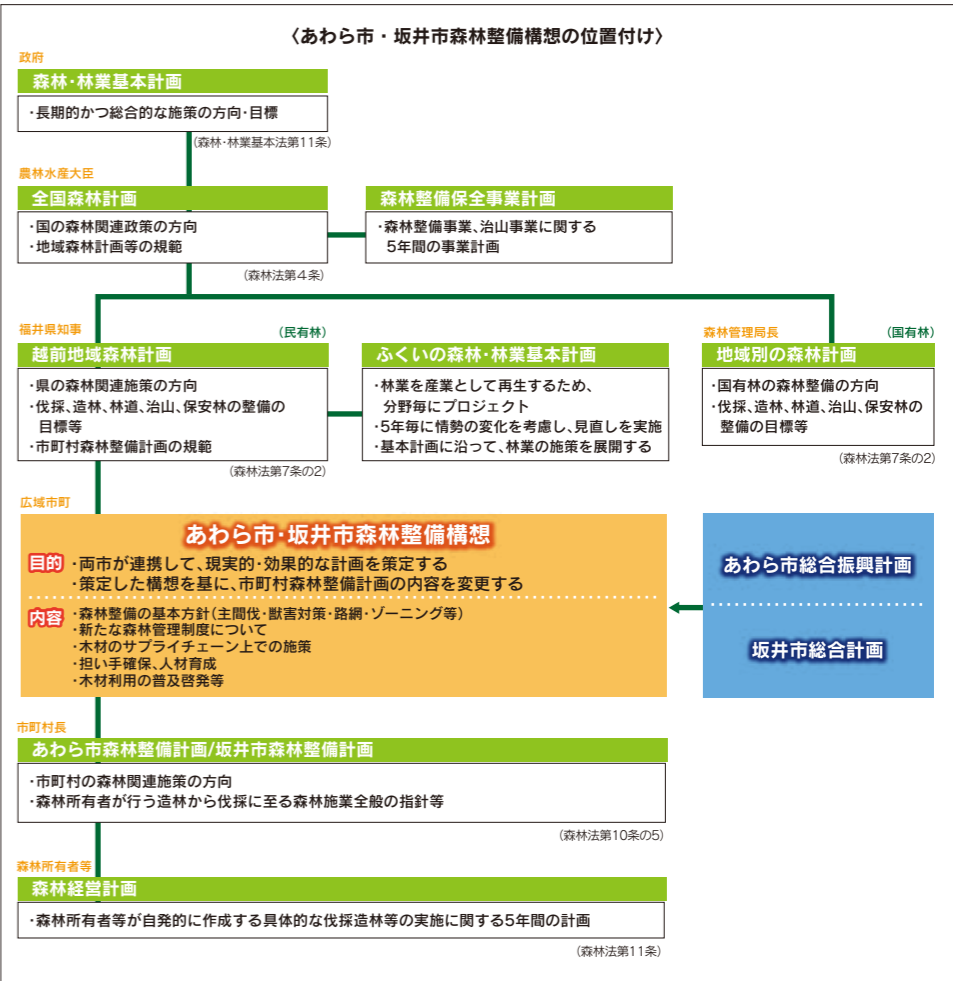 〈あわら市・坂井市森林整備構想の位置付け〉
政府
森林・林業基本計画
・長期的かつ総合的な施策の方向・目標
(森林・林業基本法第11条)
農林水産大臣
全国森林計画
・国の森林関連政策の方向
・地域森林計画等の規範
(森林法第4条)
森林整備保全事業計画
・森林整備事業、治山事業に関する
5年間の事業計画
福井県知事
(民有林)
越前地域森林計画
・県の森林関連施策の方向
・伐採、造林、林道、治山、保安林の整備の
目標等
・市町村森林整備計画の規範
(森林法第7条の2)
ふくいの森林・林業基本計画
・林業を産業として再生するため、
分野毎にプロジェクト
・5年毎に情勢の変化を考慮し、見直しを実施
・基本計画に沿って、林業の施策を展開する
森林管理局長
(国有林)
地域別の森林計画
・国有林の森林整備の方向
・伐採、造林、林道、治山、保安林の
整備の目標等
(森林法第7条の2)
広域市町
あわら市・坂井市森林整備構想
目的 ・両市が連携して、現実的・効果的な計画を策定する
・策定した構想を基に、市町村森林整備計画の内容を変更する
内容 ・森林整備の基本方針(主間伐・獣害対策・路網・ゾーニング等)
・新たな森林管理制度について
・木材のサプライチェーン上での施策
・担い手確保、人材育成
・木材利用の普及啓発等
あわら市総合振興計画
坂井市総合計画
市町村長
あわら市森林整備計画/坂井市森林整備計画
・市町村の森林関連施策の方向
・森林所有者が行う造林から伐採に至る森林施業全般の指針等
(森林法第10条の5)
森林所有者等
森林経営計画
・森林所有者等が自発的に作成する具体的な伐採造林等の実施に関する5年間の計画
(森林法第11条)